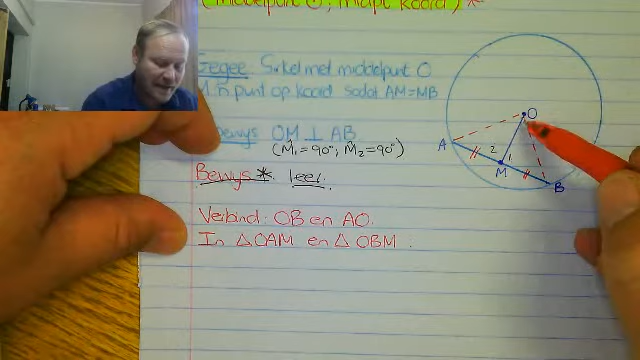 (middelpunt ⊙, midpt koord) *
Gegee: Sirkel met middelpunt O
M 'n punt op koord sodat AM=MB
Bewys OM ⊥ AB
(M̂₁=90°; M̂₂=90°)
Bewys * leer
Verbind OB en AO.
In △OAM en △OBM.
O
A
2
1
M
B